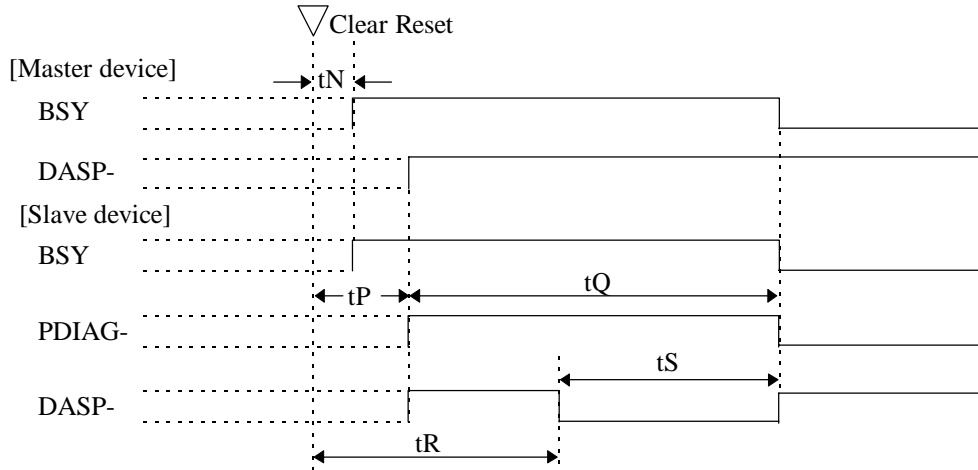 Clear Reset
[Master device]
tN
BSY
DASP-
[Slave device]
BSY
tP
tQ
PDIAG-
tS
DASP-
tR